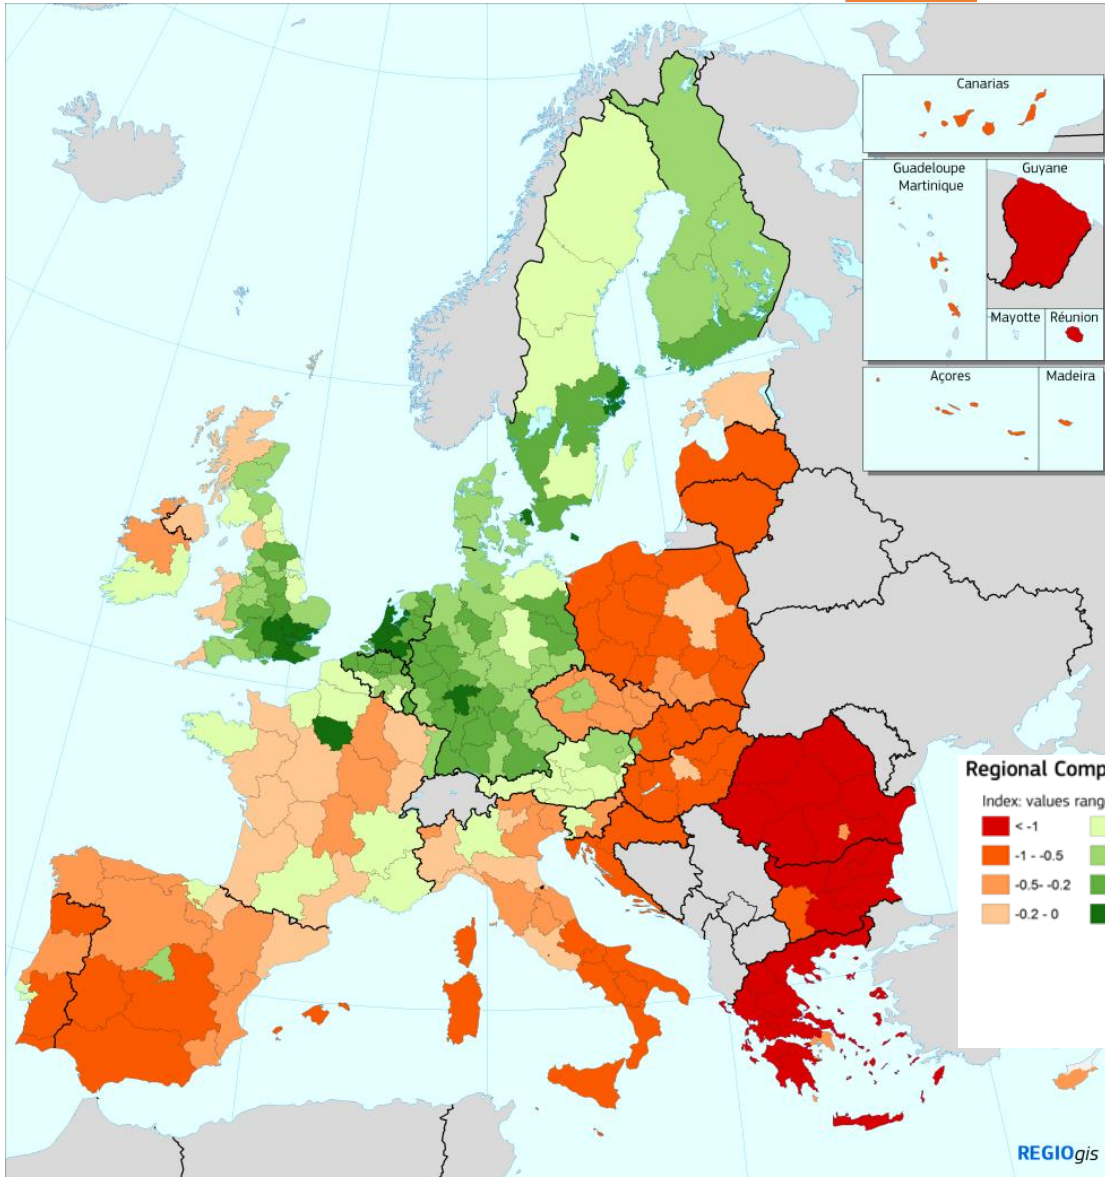 Canarias
Guadeloupe
Martinique
Guyane
Mayotte
Réunion
Açores
Madeira
Regional Comp
Index: values rang
< -1
-1 - -0.5
-0.5 - -0.2
-0.2 - 0
REGIOgis